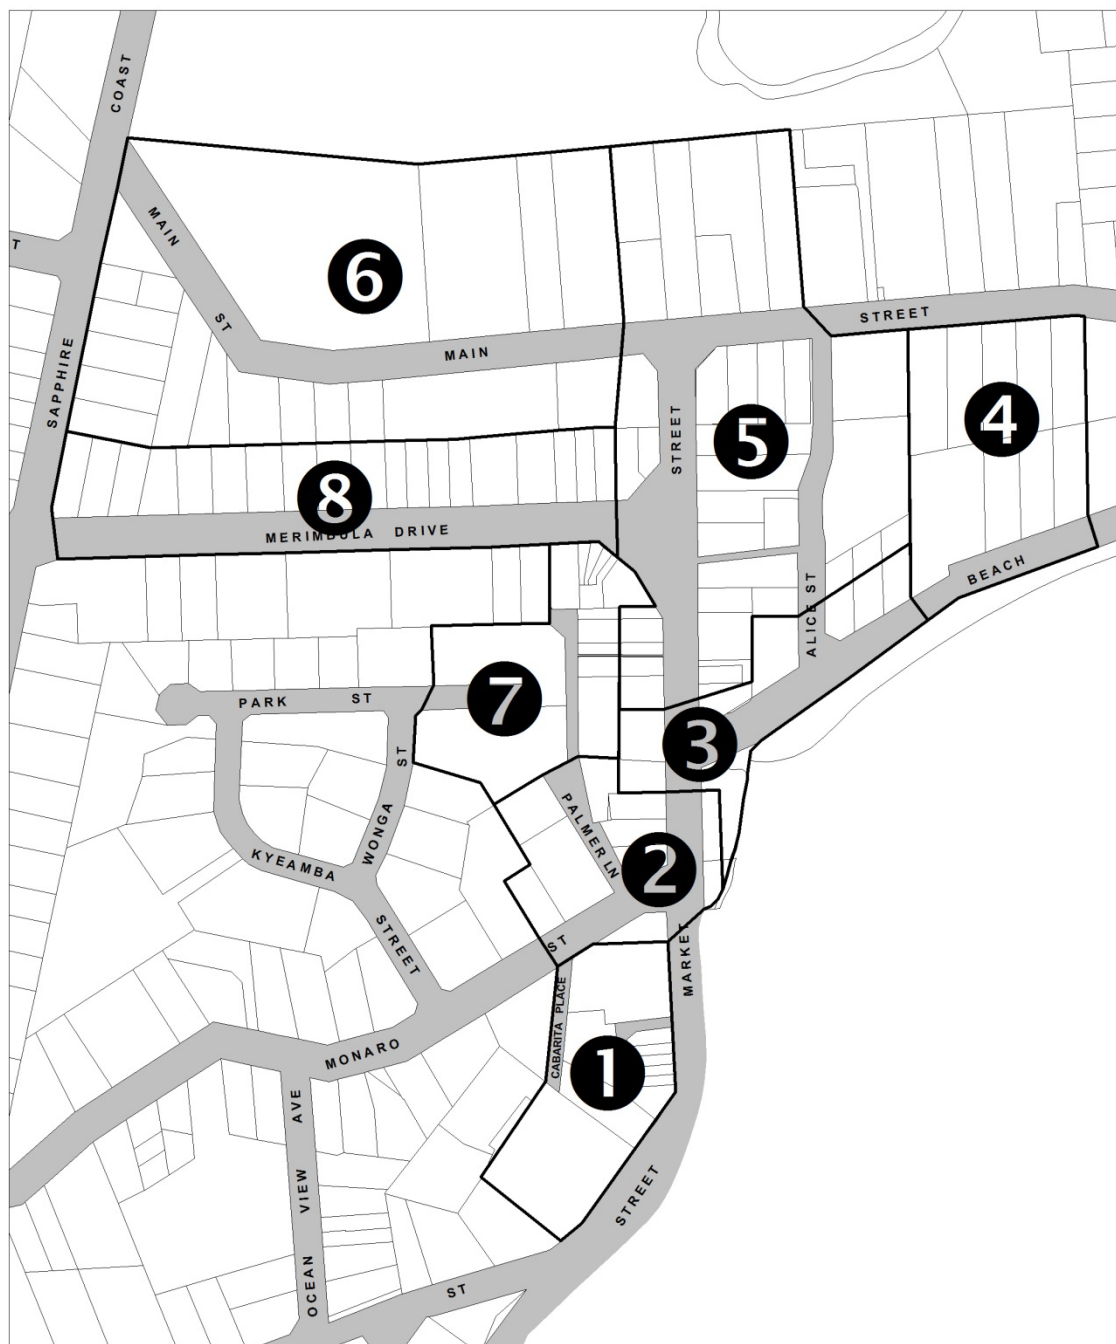 COAST
MAIN
ST
T
6
STREET
MAIN
SAPPHIRE
4
STREET
5
8
MERIMBULA DRIVE
BEACH
ALICE ST
PARK ST
7
3
WONGA ST
PALMER LN
KYEAMBA
2
STREET
ST
MARKET
CABARITA PLACE
MONARO
1
AVE
VIEW
OCEAN
STREET
ST